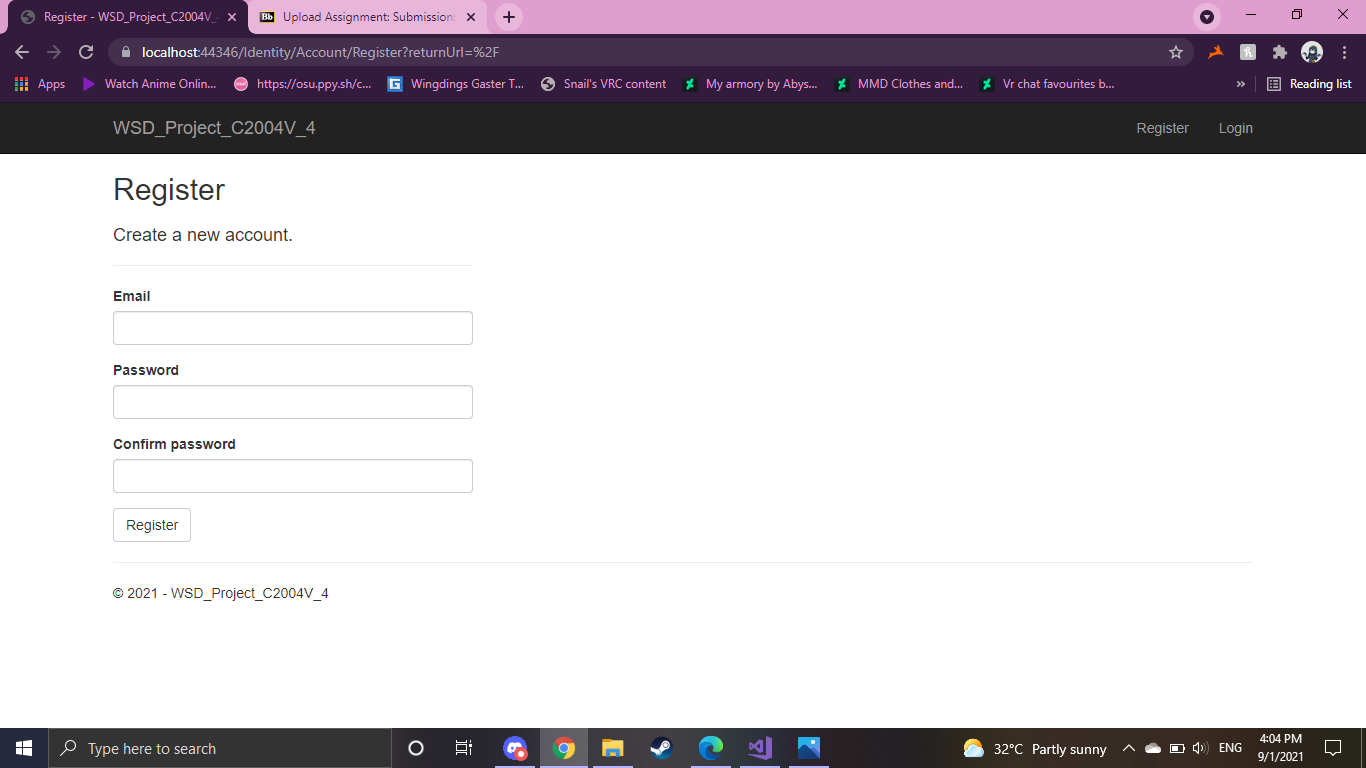 Register - WSD_Project_C2004V_
Bb Upload Assignment: Submission:
localhost:44346/Identity/Account/Register?returnUrl=%2F
Apps Watch Anime Onlin... https://osu.ppy.sh/c... Wingdings Gaster T... Snail's VRC content My armory by Abys... MMD Clothes and... Vr chat favourites b... » Reading list
WSD_Project_C2004V_4 Register Login
Register
Create a new account.
Email
Password
Confirm password
Register
© 2021 - WSD_Project_C2004V_4
Type here to search 32°C Partly sunny ENG 4:04 PM
9/1/2021